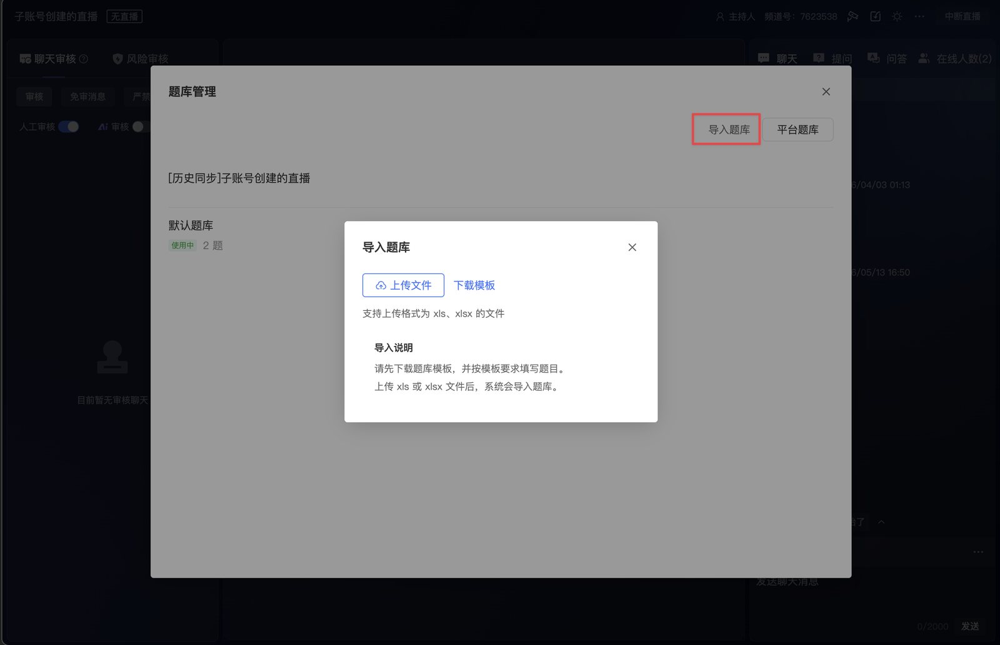 子账号创建的直播 无直播 主持人 频道号: 7623538 中断直播
聊天审核 风险审核 聊天 提问 问答 在线人数(2)
题库管理
审核 免审消息 严禁
人工审核 Ai 审核
导入题库 平台题库
[历史同步]子账号创建的直播
6/04/03 01:13
默认题库
使用中 2 题
导入题库
6/05/13 16:50
上传文件 下载模板
支持上传格式为 xls、xlsx 的文件
导入说明
请先下载题库模板，并按模板要求填写题目。
上传 xls 或 xlsx 文件后，系统会导入题库。
目前暂无审核聊天
了
发送聊天消息
0/2000 发送